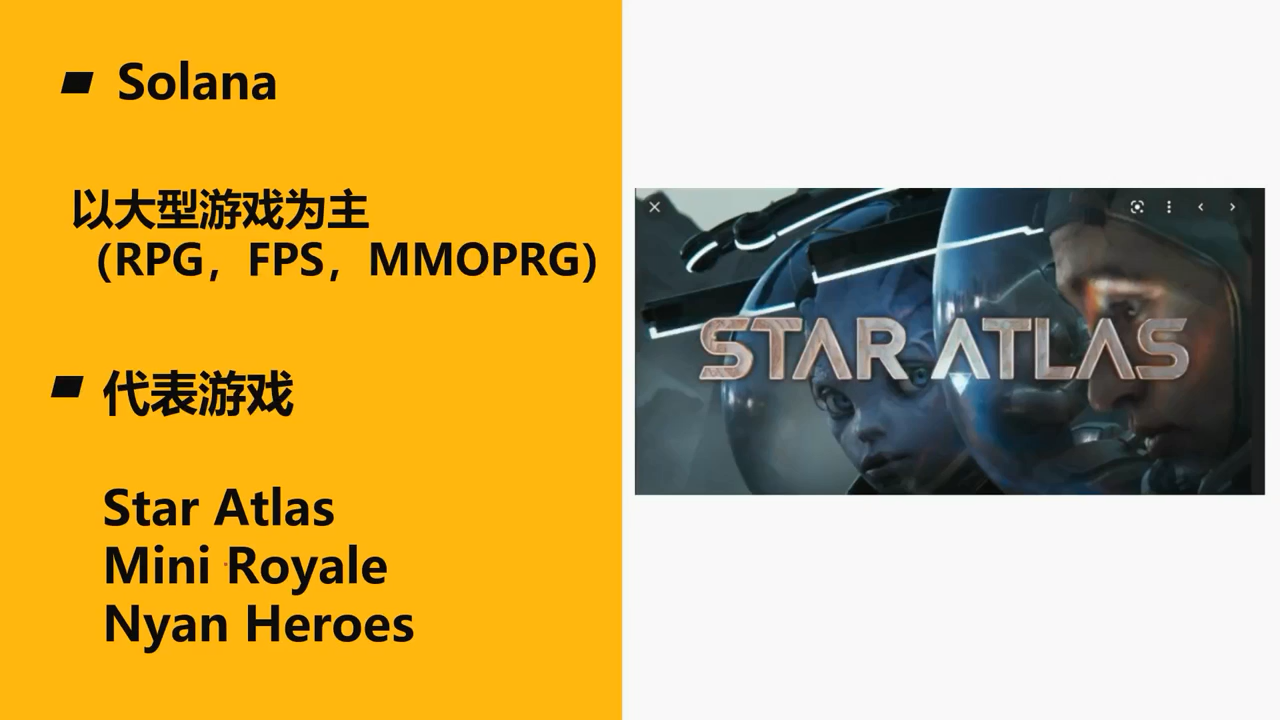 Solana
以大型游戏为主
（RPG，FPS，MMOPRG）
代表游戏
Star Atlas
Mini Royale
Nyan Heroes
STAR ATLAS